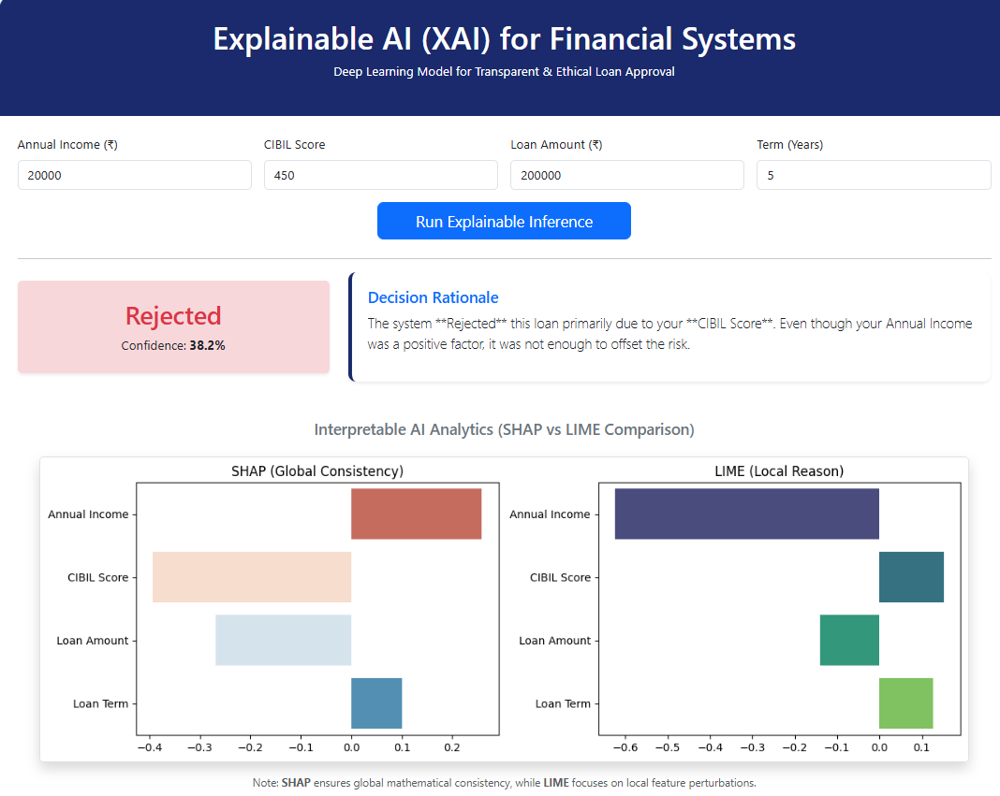 Explainable AI (XAI) for Financial Systems
Deep Learning Model for Transparent & Ethical Loan Approval
Annual Income (₹)
CIBIL Score
Loan Amount (₹)
Term (Years)
20000
450
200000
5
Run Explainable Inference
Rejected
Confidence: 38.2%
Decision Rationale
The system **Rejected** this loan primarily due to your **CIBIL Score**. Even though your Annual Income
was a positive factor, it was not enough to offset the risk.
Interpretable AI Analytics (SHAP vs LIME Comparison)
SHAP (Global Consistency)
Annual Income
CIBIL Score
Loan Amount
Loan Term
−0.4 −0.3 −0.2 −0.1 0.0 0.1 0.2
LIME (Local Reason)
Annual Income
CIBIL Score
Loan Amount
Loan Term
−0.6 −0.5 −0.4 −0.3 −0.2 −0.1 0.0 0.1
Note: SHAP ensures global mathematical consistency, while LIME focuses on local feature perturbations.